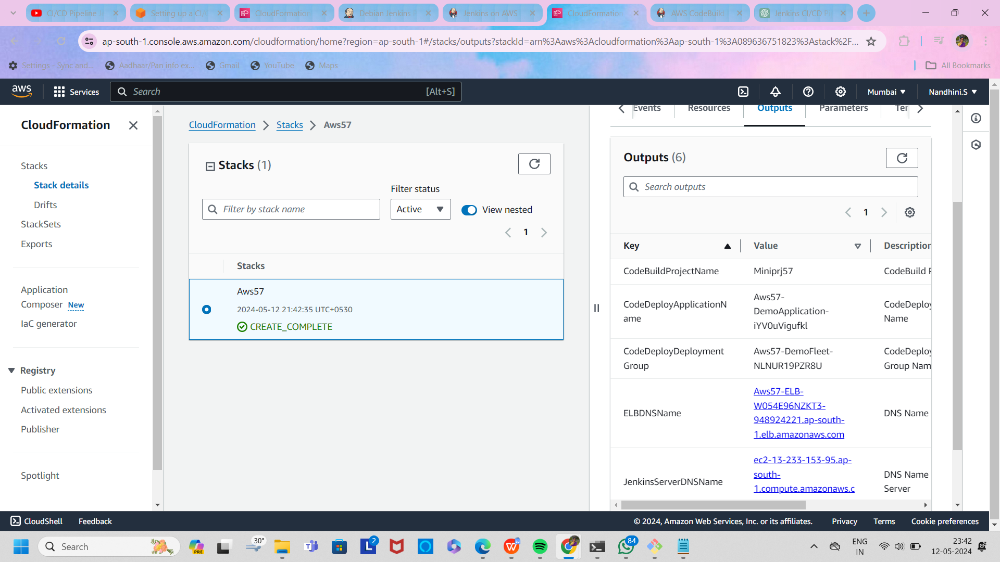 CI/CD Pipeline J
Setting up a CI/
CloudFormation
Debian Jenkins
Jenkins on AWS
CloudFormation
AWS CodeBuild
Jenkins CI/CD P
ap-south-1.console.aws.amazon.com/cloudformation/home?region=ap-south-1#/stacks/outputs?stackId=arn%3Aaws%3Acloudformation%3Aap-south-1%3A089636751823%3Astack%2F...
Settings - Sync and...
Aadhaar/Pan info ex...
Gmail
YouTube
Maps
All Bookmarks
aws
Services
Search
[Alt+S]
Mumbai
Nandhini.S
CloudFormation
Stacks
Stack details
Drifts
StackSets
Exports
Application
Composer New
IaC generator
Registry
Public extensions
Activated extensions
Publisher
Spotlight
CloudFormation
Stacks
Aws57
Stacks (1)
Filter status
Filter by stack name
Active
View nested
1
Stacks
Aws57
2024-05-12 21:42:35 UTC+0530
CREATE_COMPLETE
Events
Resources
Outputs
Parameters
Ter
Outputs (6)
Search outputs
1
Key
Value
Description
CodeBuildProjectName
Miniprj57
CodeBuild P
CodeDeployApplicationN
ame
Aws57-
DemoApplication-
iYV0uVigufkl
CodeDeploy
Name
CodeDeployDeployment
Group
Aws57-DemoFleet-
NLNUR19PZR8U
CodeDeploy
Group Nam
ELBDNSName
Aws57-ELB-
W054E96NZKT3-
948924221.ap-south-
1.elb.amazonaws.com
DNS Name
JenkinsServerDNSName
ec2-13-233-153-95.ap-
south-
1.compute.amazonaws.c
DNS Name
Server
CloudShell
Feedback
© 2024, Amazon Web Services, Inc. or its affiliates.
Privacy
Terms
Cookie preferences
Search
PRE
30°
2
84
ENG
IN
23:42
12-05-2024